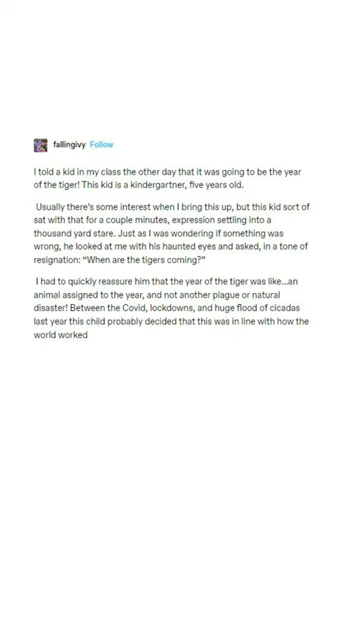 fallingivy Follow
I told a kid in my class the other day that it was going to be the year
of the tiger! This kid is a kindergartner, five years old.
Usually there's some interest when I bring this up, but this kid sort of
sat with that for a couple minutes, expression settling into a
thousand yard stare. Just as I was wondering if something was
wrong, he looked at me with his haunted eyes and asked, in a tone of
resignation: "When are the tigers coming?"
I had to quickly reassure him that the year of the tiger was like...an
animal assigned to the year, and not another plague or natural
disaster! Between the Covid, lockdowns, and huge flood of cicadas
last year this child probably decided that this was in line with how the
world worked